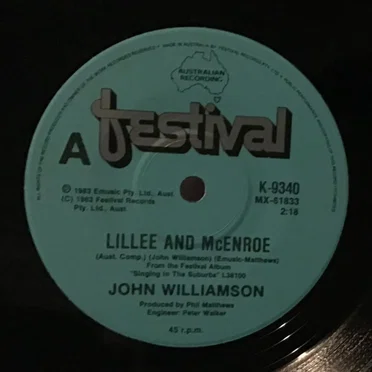 AUSTRALIAN
RECORDING
A
festival
℗ 1983 Emusic Pty. Ltd., Aust
(C) 1983 Festival Records
Pty. Ltd., Aust.
K-9340
MX-61833
2:18
LILLEE AND McENROE
(Aust. Comp.) (John Williamson) (Emusic-Matthews)
From the Festival Album
"Singing in The Suburbs" L38100
JOHN WILLIAMSON
Produced by Phil Matthews
Engineer: Peter Walker
45 r.p.m.